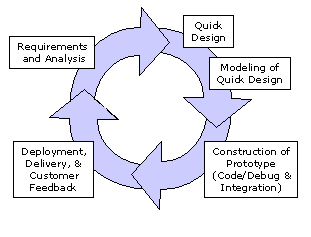 Quick
Design
Requirements
and Analysis
Modeling of
Quick Design
Deployment,
Delivery, &
Customer
Feedback
Construction of
Prototype
(Code/Debug &
Integration)